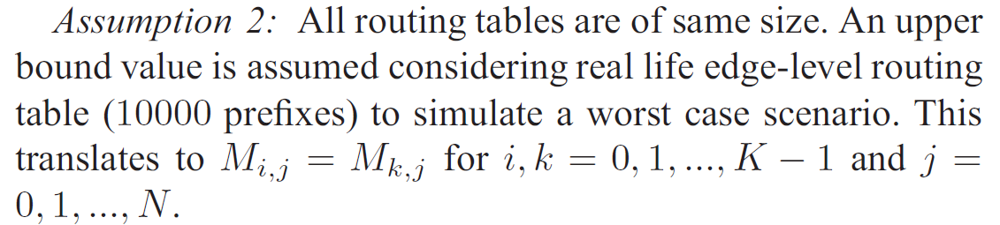 Assumption 2: All routing tables are of same size. An upper
bound value is assumed considering real life edge-level routing
table (10000 prefixes) to simulate a worst case scenario. This
translates to M_{i,j} = M_{k,j} for i, k = 0, 1, ..., K − 1 and j =
0, 1, ..., N.